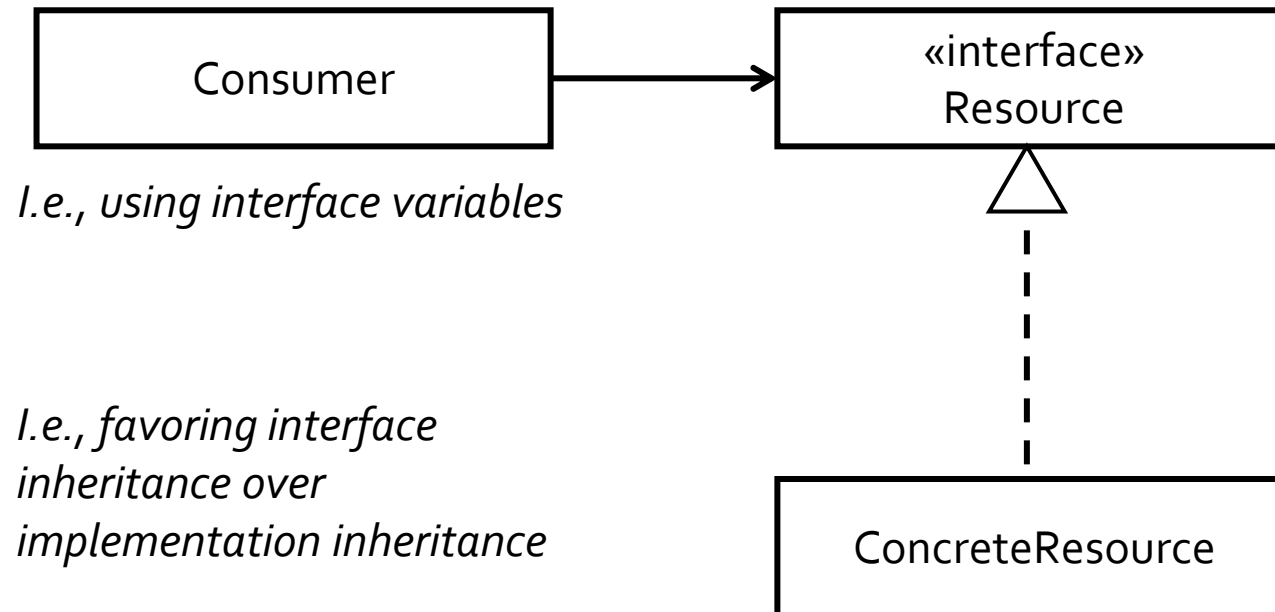 Consumer
«interface»
Resource
I.e., using interface variables
I.e., favoring interface
inheritance over
implementation inheritance
ConcreteResource